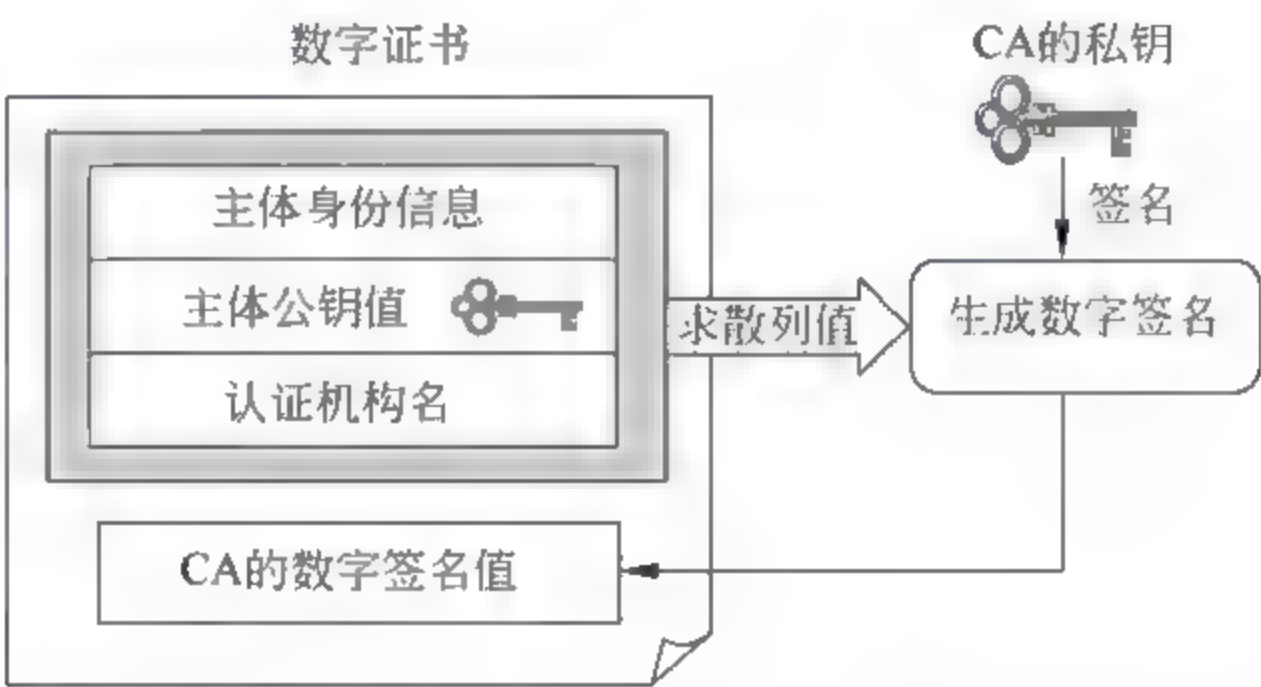 数字证书
CA的私钥
主体身份信息
签名
主体公钥值
求散列值
生成数字签名
认证机构名
CA的数字签名值